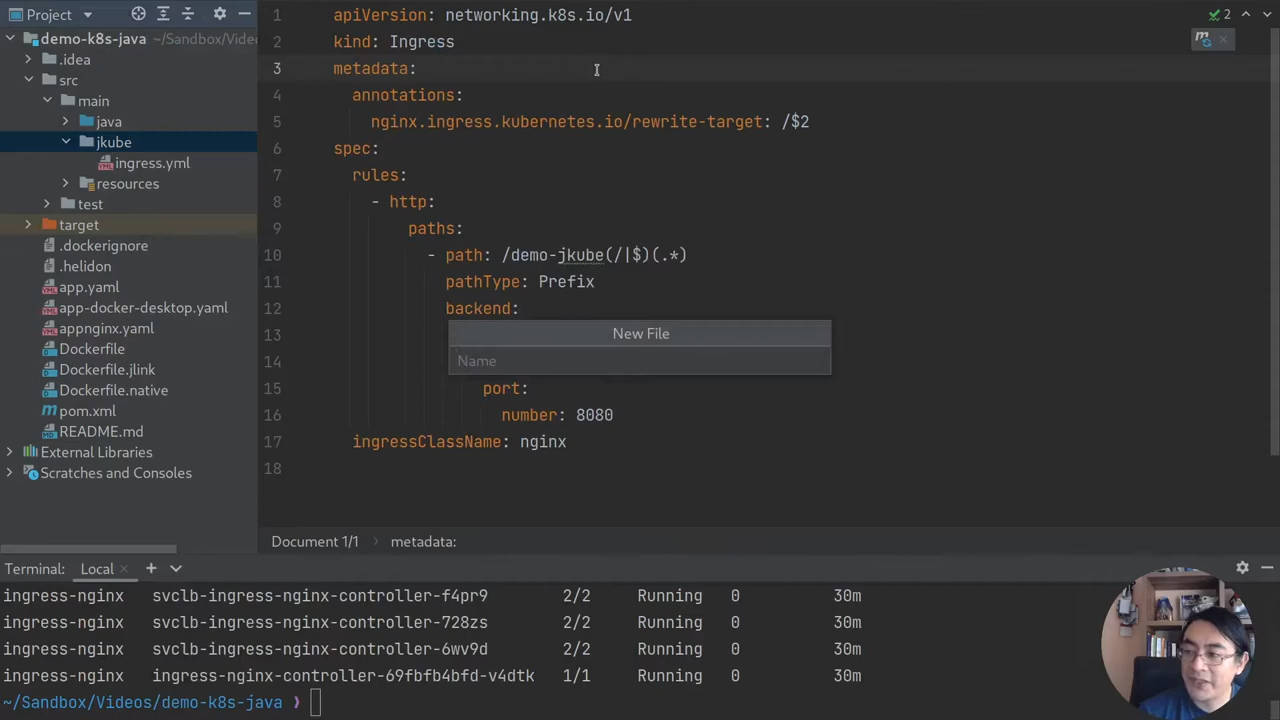 Project
demo-k8s-java ~/Sandbox/Video
.idea
src
main
java
jkube
ingress.yml
resources
test
target
.dockerignore
.helidon
app.yaml
app-docker-desktop.yaml
appnginx.yaml
Dockerfile
Dockerfile.jlink
Dockerfile.native
pom.xml
README.md
External Libraries
Scratches and Consoles
2
1 apiVersion: networking.k8s.io/v1
2 kind: Ingress
3 metadata:
4 annotations:
5 nginx.ingress.kubernetes.io/rewrite-target: /$2
6 spec:
7 rules:
8 - http:
9 paths:
10 - path: /demo-jkube(/|$)(.*)
11 pathType: Prefix
12 backend:
13
14
15 port:
16 number: 8080
17 ingressClassName: nginx
18
New File
Name
Document 1/1 metadata:
Terminal: Local
ingress-nginx svclb-ingress-nginx-controller-f4pr9 2/2 Running 0 30m
ingress-nginx svclb-ingress-nginx-controller-728zs 2/2 Running 0 30m
ingress-nginx svclb-ingress-nginx-controller-6wv9d 2/2 Running 0 30m
ingress-nginx ingress-nginx-controller-69fbfb4bfd-v4dtk 1/1 Running 0 30m
~/Sandbox/Videos/demo-k8s-java ❯